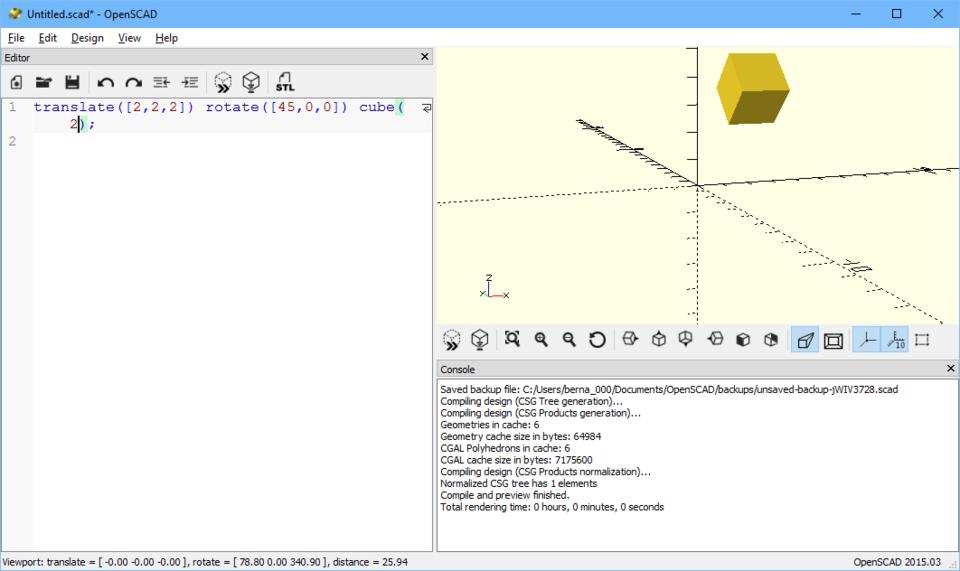 Untitled.scad* - OpenSCAD
File Edit Design View Help
Editor
STL
1 translate([2,2,2]) rotate([45,0,0]) cube(
2);
2
Z
X
10
Console
Saved backup file: C:/Users/berna_000/Documents/OpenSCAD/backups/unsaved-backup-jWIV3728.scad
Compiling design (CSG Tree generation)...
Compiling design (CSG Products generation)...
Geometries in cache: 6
Geometry cache size in bytes: 64984
CGAL Polyhedrons in cache: 6
CGAL cache size in bytes: 7175600
Compiling design (CSG Products normalization)...
Normalized CSG tree has 1 elements
Compile and preview finished.
Total rendering time: 0 hours, 0 minutes, 0 seconds
Viewport: translate = [ -0.00 -0.00 -0.00 ], rotate = [ 78.80 0.00 340.90 ], distance = 25.94
OpenSCAD 2015.03